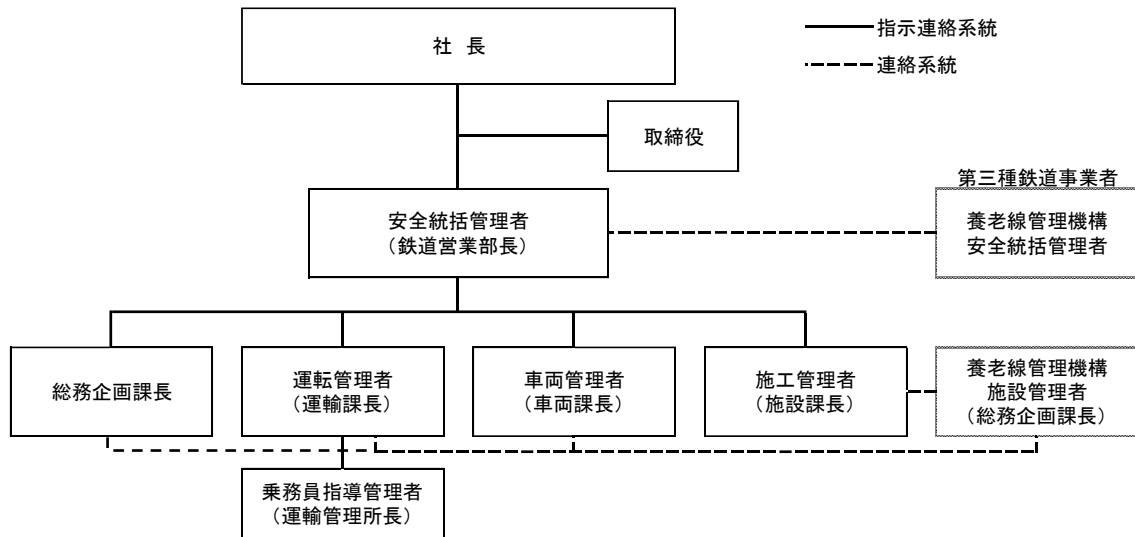 社 長
指示連絡系統
連絡系統
取締役
第三種鉄道事業者
安全統括管理者
（鉄道営業部長）
養老線管理機構
安全統括管理者
総務企画課長
運転管理者
（運輸課長）
車両管理者
（車両課長）
施工管理者
（施設課長）
養老線管理機構
施設管理者
（総務企画課長）
乗務員指導管理者
（運輸管理所長）